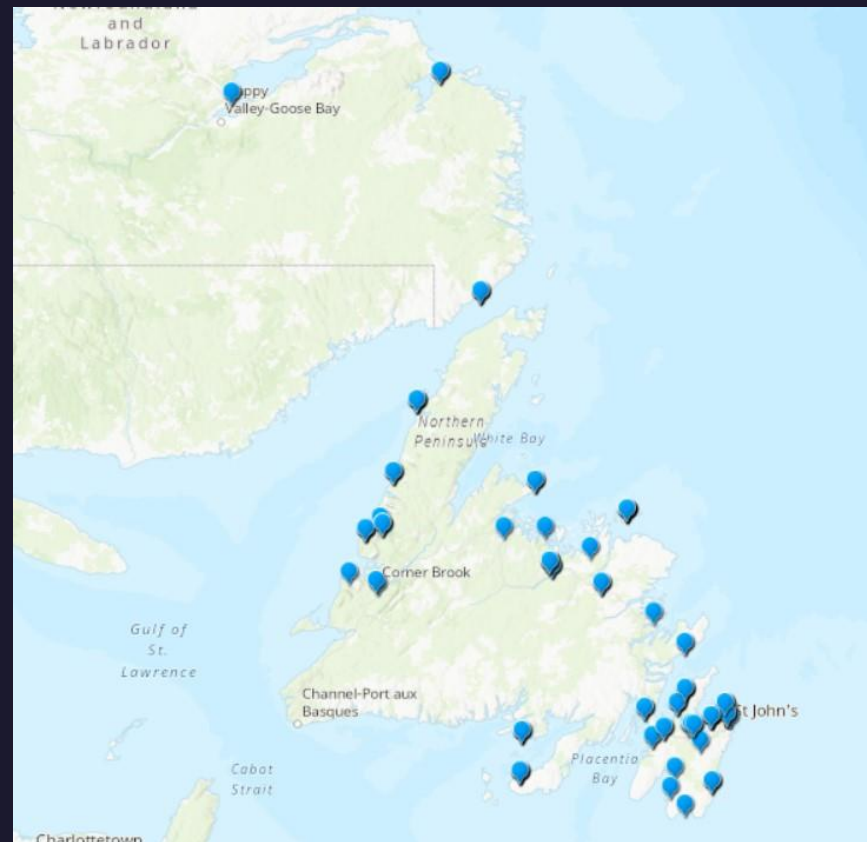 and
Labrador
Valley-Goose Bay
Northern
Peninsula
White Bay
Corner Brook
Gulf of
St.
Lawrence
Channel-Port aux
Basques
St John's
Placentia
Bay
Cabot
Strait
Charlottetown